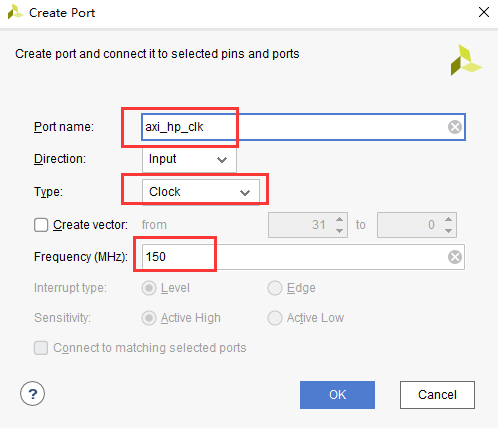 Create Port
Create port and connect it to selected pins and ports
Port name: axi_hp_clk
Direction: Input
Type: Clock
Create vector: from 31 to 0
Frequency (MHz): 150
Interrupt type: Level Edge
Sensitivity: Active High Active Low
Connect to matching selected ports
? OK Cancel